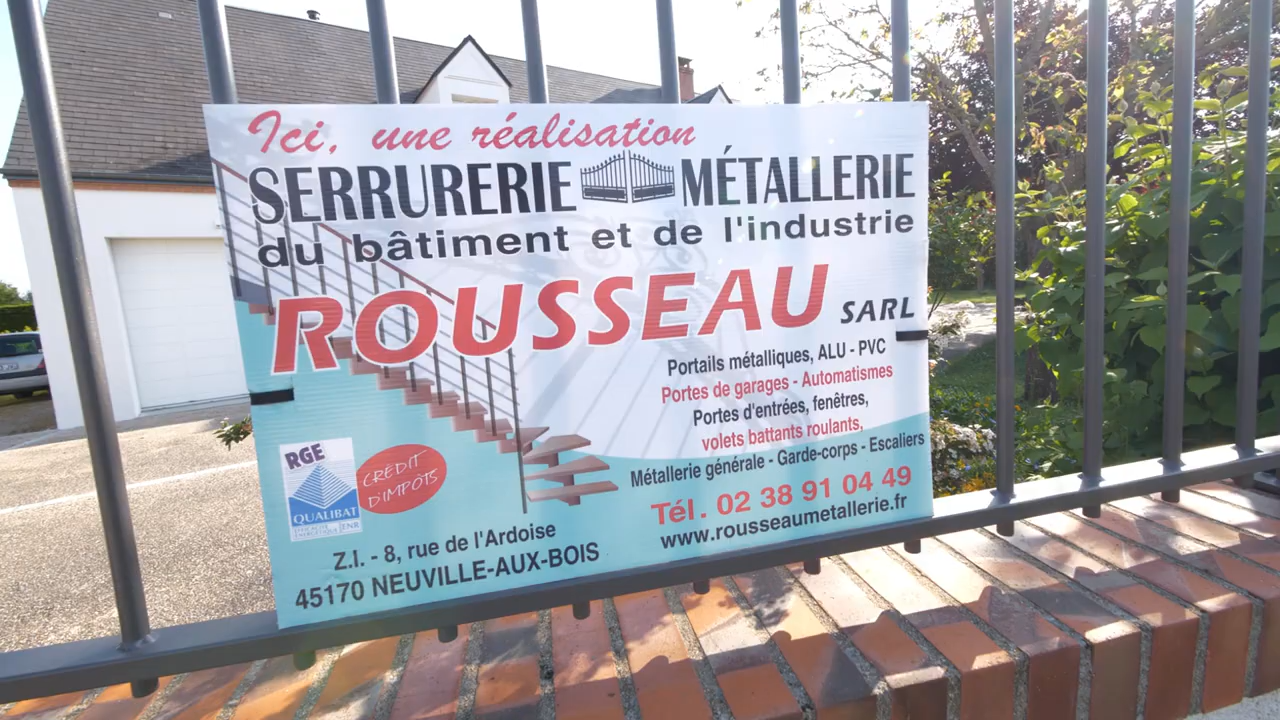 Ici, une réalisation
SERRURERIE MÉTALLERIE
du bâtiment et de l'industrie
ROUSSEAU SARL
Portails métalliques, ALU - PVC
Portes de garages - Automatismes
Portes d'entrées, fenêtres,
volets battants roulants,
Métallerie générale - Garde-corps - Escaliers
Tél. 02 38 91 04 49
www.rousseaumetallerie.fr
RGE
QUALIBAT
ENR
CRÉDIT
D'IMPÔTS
Z.I. - 8, rue de l'Ardoise
45170 NEUVILLE-AUX-BOIS